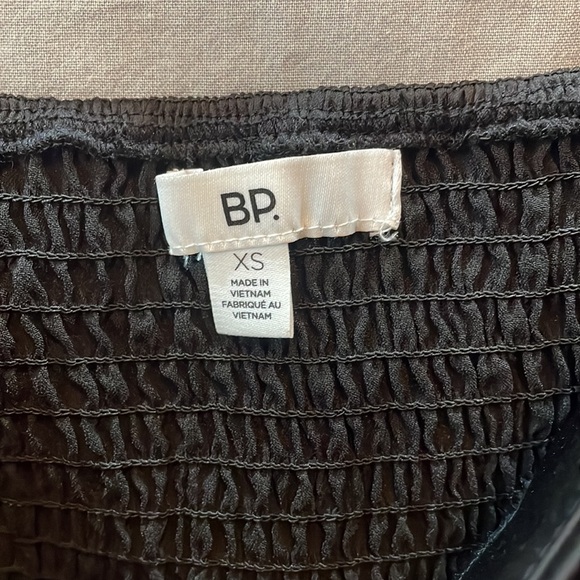 BP.
XS
MADE IN
VIETNAM
FABRIQUÉ AU
VIETNAM